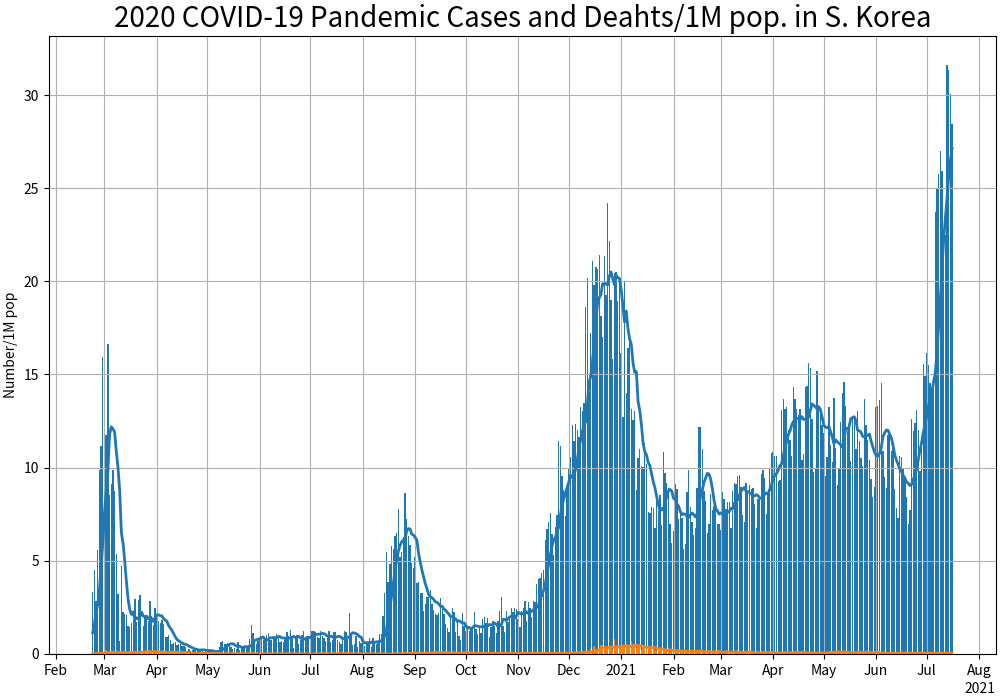 2020 COVID-19 Pandemic Cases and Deahts/1M pop. in S. Korea
Number/1M pop
30
25
20
15
10
5
0
Feb Mar Apr May Jun Jul Aug Sep Oct Nov Dec 2021 Feb Mar Apr May Jun Jul Aug
2021